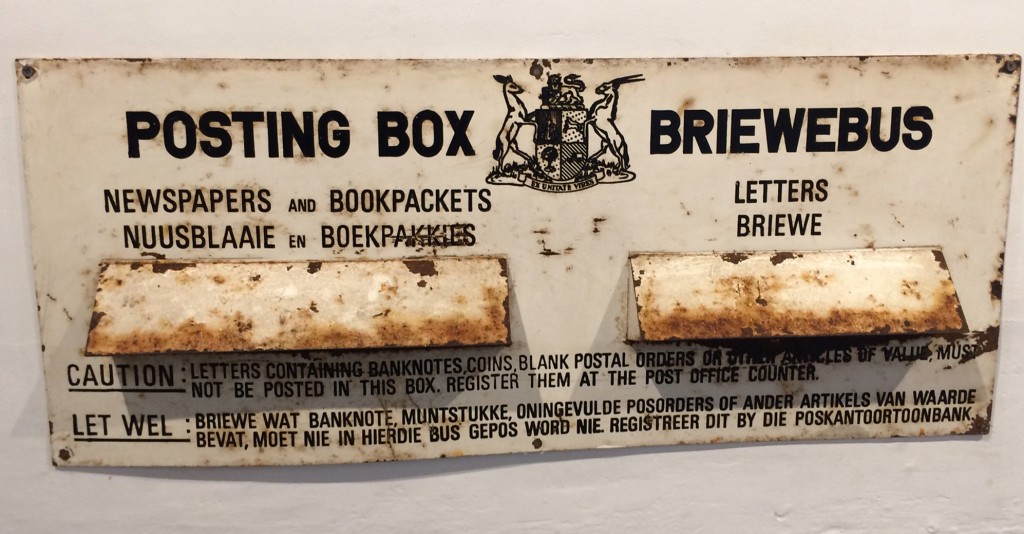 POSTING BOX BRIEWEBUS
EX UNITATE VIRES
NEWSPAPERS AND BOOKPACKETS
NUUSBLAAIE EN BOEKPAKKIES
LETTERS
BRIEWE
CAUTION : LETTERS CONTAINING BANKNOTES, COINS, BLANK POSTAL ORDERS OR OTHER ARTICLES OF VALUE, MUST
NOT BE POSTED IN THIS BOX. REGISTER THEM AT THE POST OFFICE COUNTER.
LET WEL : BRIEWE WAT BANKNOTE, MUNTSTUKKE, ONINGEVULDE POSORDERS OF ANDER ARTIKELS VAN WAARDE
BEVAT, MOET NIE IN HIERDIE BUS GEPOS WORD NIE. REGISTREER DIT BY DIE POSKANTOORTOONBANK.